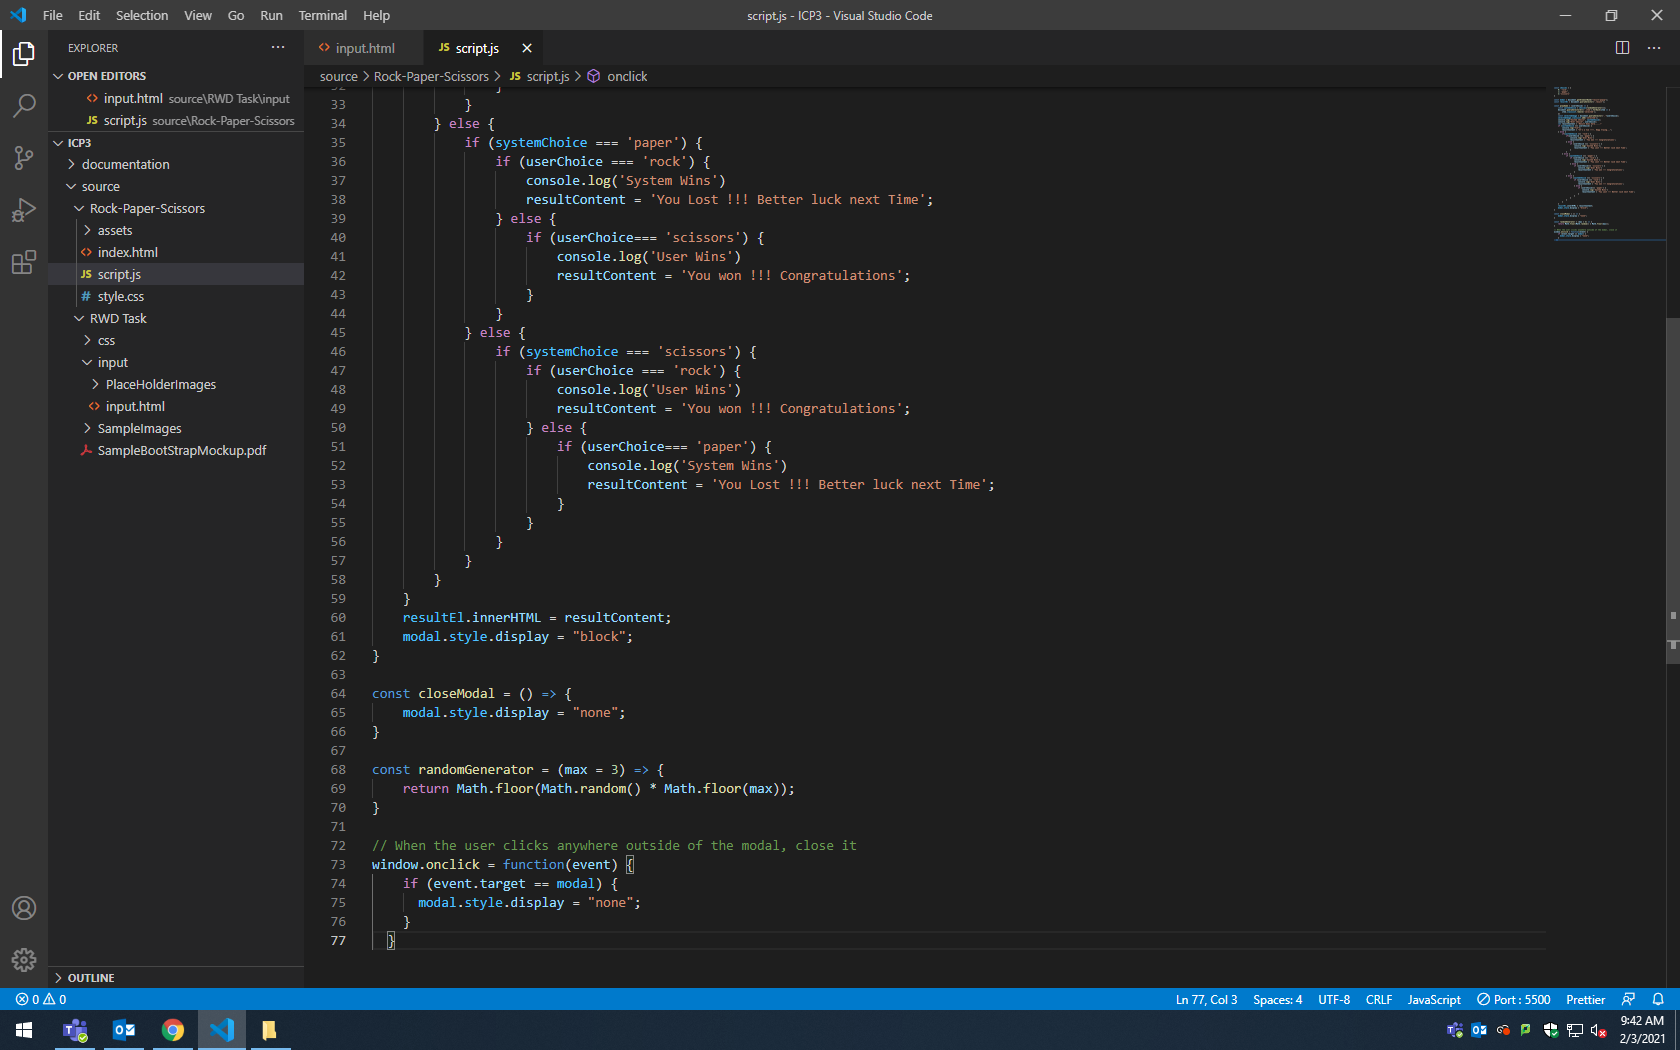 File Edit Selection View Go Run Terminal Help
script.js - ICP3 - Visual Studio Code
EXPLORER
OPEN EDITORS
input.html source\RWD Task\input
JS script.js source\Rock-Paper-Scissors
ICP3
documentation
source
Rock-Paper-Scissors
assets
index.html
JS script.js
# style.css
RWD Task
css
input
PlaceHolderImages
input.html
SampleImages
SampleBootStrapMockup.pdf
OUTLINE
input.html
JS script.js
source > Rock-Paper-Scissors > JS script.js > onclick
32 }
33 }
34 } else {
35 if (systemChoice === 'paper') {
36 if (userChoice === 'rock') {
37 console.log('System Wins')
38 resultContent = 'You Lost !!! Better luck next Time';
39 } else {
40 if (userChoice=== 'scissors') {
41 console.log('User Wins')
42 resultContent = 'You won !!! Congratulations';
43 }
44 }
45 } else {
46 if (systemChoice === 'scissors') {
47 if (userChoice === 'rock') {
48 console.log('User Wins')
49 resultContent = 'You won !!! Congratulations';
50 } else {
51 if (userChoice=== 'paper') {
52 console.log('System Wins')
53 resultContent = 'You Lost !!! Better luck next Time';
54 }
55 }
56 }
57 }
58 }
59 }
60 resultEl.innerHTML = resultContent;
61 modal.style.display = "block";
62 }
63
64 const closeModal = () => {
65 modal.style.display = "none";
66 }
67
68 const randomGenerator = (max = 3) => {
69 return Math.floor(Math.random() * Math.floor(max));
70 }
71
72 // When the user clicks anywhere outside of the modal, close it
73 window.onclick = function(event) {
74 if (event.target == modal) {
75 modal.style.display = "none";
76 }
77 }
0 0
Ln 77, Col 3 Spaces: 4 UTF-8 CRLF JavaScript Port : 5500 Prettier
9:42 AM
2/3/2021